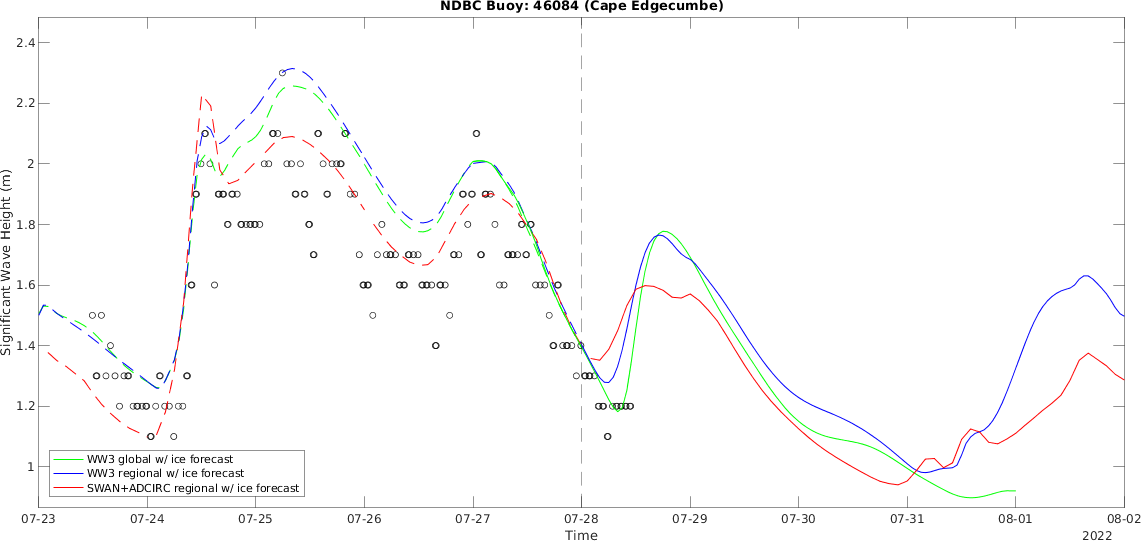 NDBC Buoy: 46084 (Cape Edgecumbe)
Significant Wave Height (m)
2.4
2.2
2
1.8
1.6
1.4
1.2
1
WW3 global w/ ice forecast
WW3 regional w/ ice forecast
SWAN+ADCIRC regional w/ ice forecast
07-23 07-24 07-25 07-26 07-27 07-28 07-29 07-30 07-31 08-01 08-02
Time
2022